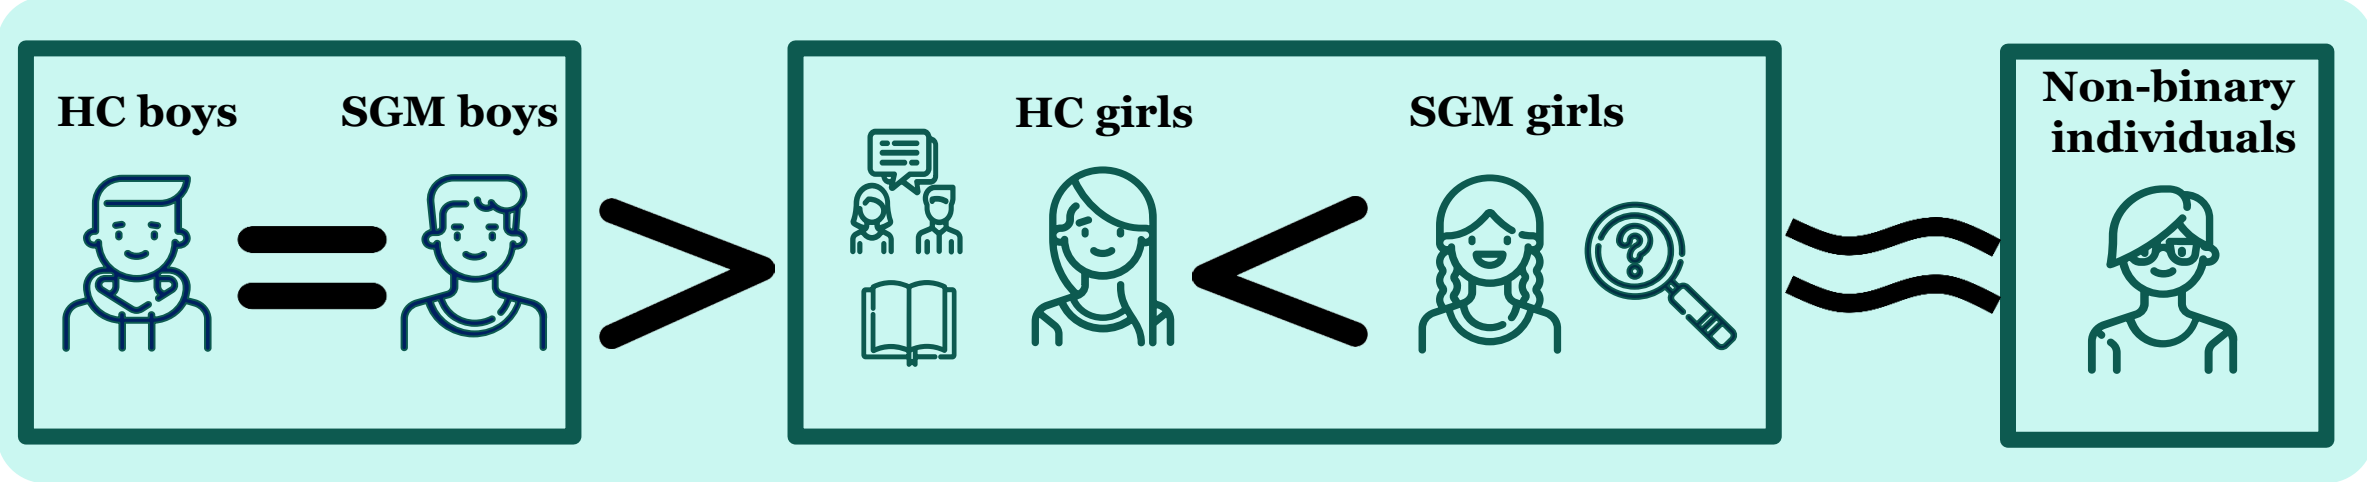 HC boys
SGM boys
HC girls
SGM girls
?
Non-binary
individuals